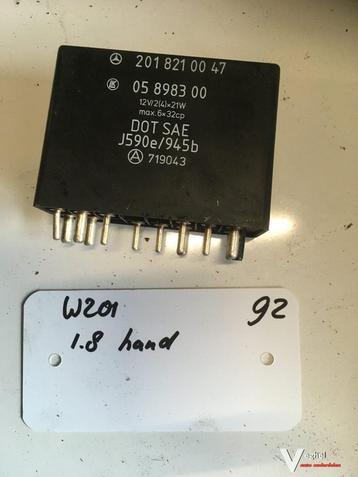 201 821 00 47
05 8983 00
12V/2(4)×21W
max.6×32cp
DOT SAE
J590e/945b
A 719043
W201 92
1.8 hand